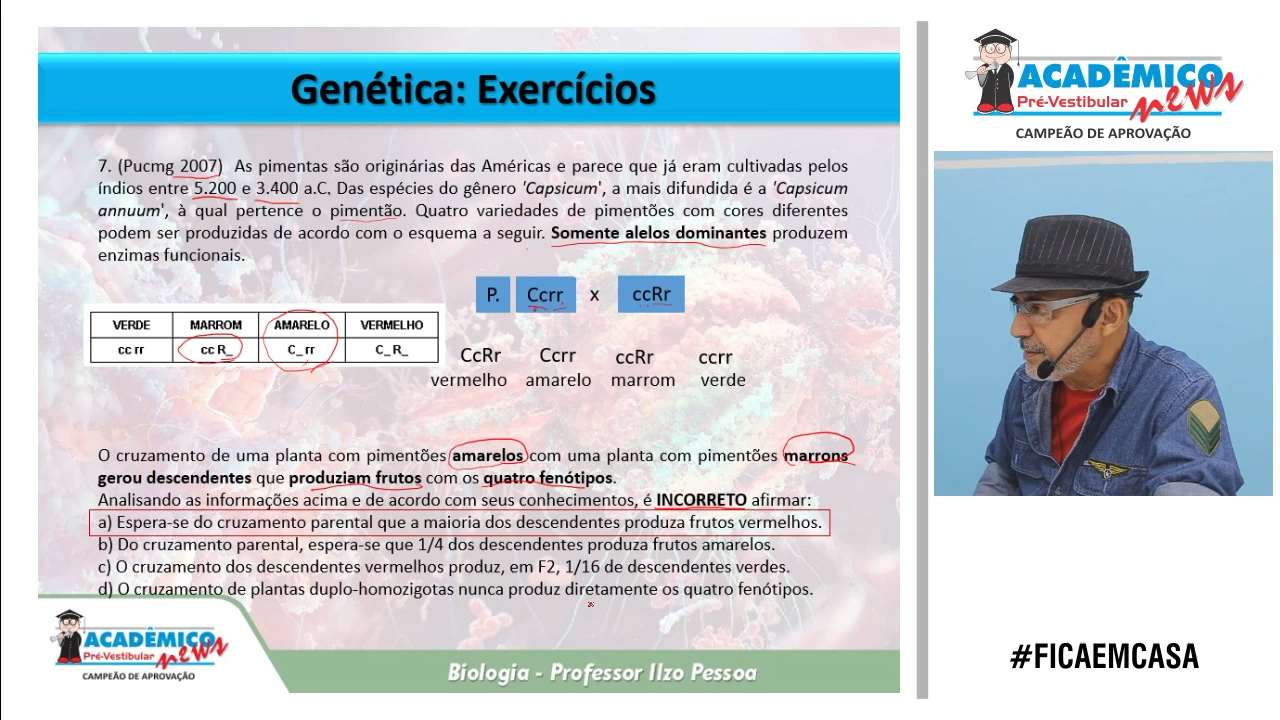 Genética: Exercícios
7. (Pucmg 2007) As pimentas são originárias das Américas e parece que já eram cultivadas pelos
índios entre 5.200 e 3.400 a.C. Das espécies do gênero 'Capsicum', a mais difundida é a 'Capsicum
annuum', à qual pertence o pimentão. Quatro variedades de pimentões com cores diferentes
podem ser produzidas de acordo com o esquema a seguir. Somente alelos dominantes produzem
enzimas funcionais.
P. Ccrr x ccRr
VERDE MARROM AMARELO VERMELHO
cc rr cc R_ C_ rr C_ R_
CcRr Ccrr ccRr ccrr
vermelho amarelo marrom verde
O cruzamento de uma planta com pimentões amarelos com uma planta com pimentões marrons
gerou descendentes que produziam frutos com os quatro fenótipos.
Analisando as informações acima e de acordo com seus conhecimentos, é INCORRETO afirmar:
a) Espera-se do cruzamento parental que a maioria dos descendentes produza frutos vermelhos.
b) Do cruzamento parental, espera-se que 1/4 dos descendentes produza frutos amarelos.
c) O cruzamento dos descendentes vermelhos produz, em F2, 1/16 de descendentes verdes.
d) O cruzamento de plantas duplo-homozigotas nunca produz diretamente os quatro fenótipos.
ACADÊMICO
Pré-Vestibular news
CAMPEÃO DE APROVAÇÃO
Biologia - Professor Ilzo Pessoa
ACADÊMICO
Pré-Vestibular news
CAMPEÃO DE APROVAÇÃO
#FICAEMCASA